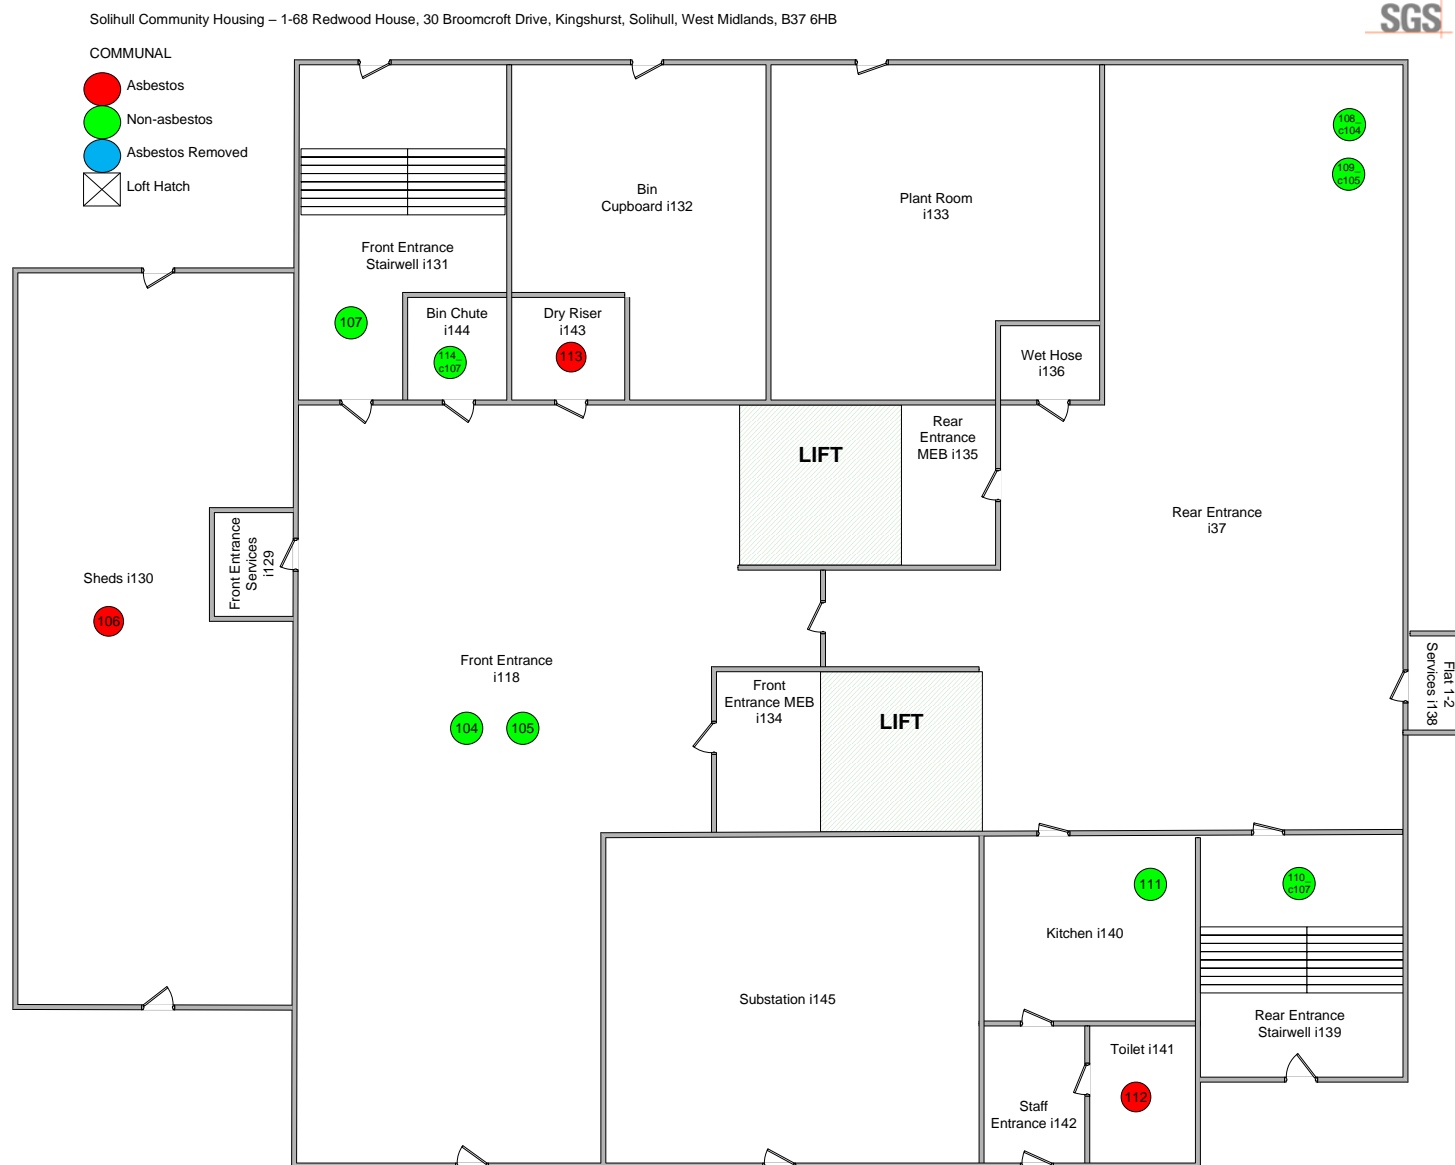 Solihull Community Housing – 1-68 Redwood House, 30 Broomcroft Drive, Kingshurst, Solihull, West Midlands, B37 6HB
SGS
COMMUNAL
Asbestos
Non-asbestos
Asbestos Removed
Loft Hatch
108_
c104
109_
c105
Bin
Cupboard i132
Plant Room
i133
Front Entrance
Stairwell i131
107
Bin Chute
i144
114_
c107
Dry Riser
i143
113
Wet Hose
i136
LIFT
Rear
Entrance
MEB i135
Rear Entrance
i37
Front Entrance
Services
i129
Sheds i130
106
Front Entrance
i118
104
105
Front
Entrance MEB
i134
LIFT
Flat 1-2
Services i138
111
110_
c107
Kitchen i140
Substation i145
Rear Entrance
Stairwell i139
Toilet i141
112
Staff
Entrance i142